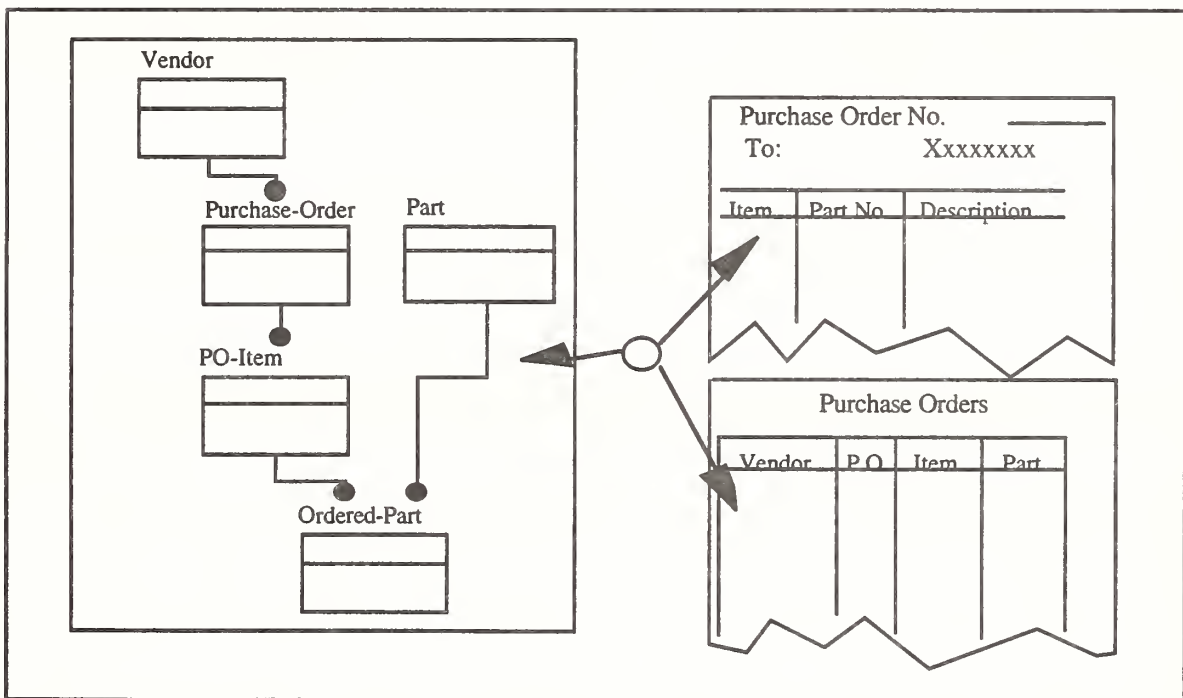 Vendor
Purchase-Order
Part
PO-Item
Ordered-Part
Purchase Order No.
To: Xxxxxxxx
Item Part No Description
Purchase Orders
Vendor P.O Item Part